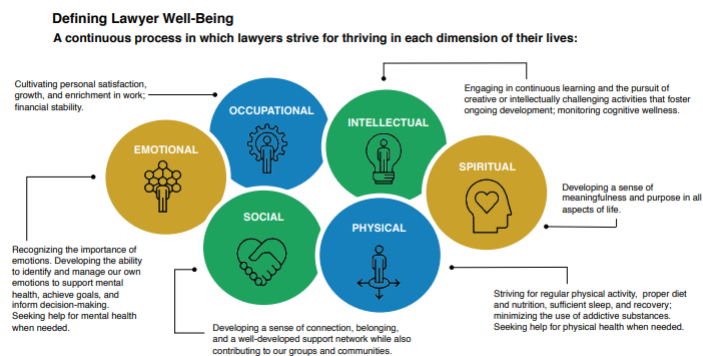 Defining Lawyer Well-Being
A continuous process in which lawyers strive for thriving in each dimension of their lives:
Cultivating personal satisfaction,
growth, and enrichment in work;
financial stability.
OCCUPATIONAL
INTELLECTUAL
Engaging in continuous learning and the pursuit of
creative or intellectually challenging activities that foster
ongoing development; monitoring cognitive wellness.
EMOTIONAL
SPIRITUAL
Developing a sense of
meaningfulness and purpose in all
aspects of life.
SOCIAL
PHYSICAL
Recognizing the importance of
emotions. Developing the ability
to identify and manage our own
emotions to support mental
health, achieve goals, and
inform decision-making.
Seeking help for mental health
when needed.
Striving for regular physical activity, proper diet
and nutrition, sufficient sleep, and recovery;
minimizing the use of addictive substances.
Seeking help for physical health when needed.
Developing a sense of connection, belonging,
and a well-developed support network while also
contributing to our groups and communities.